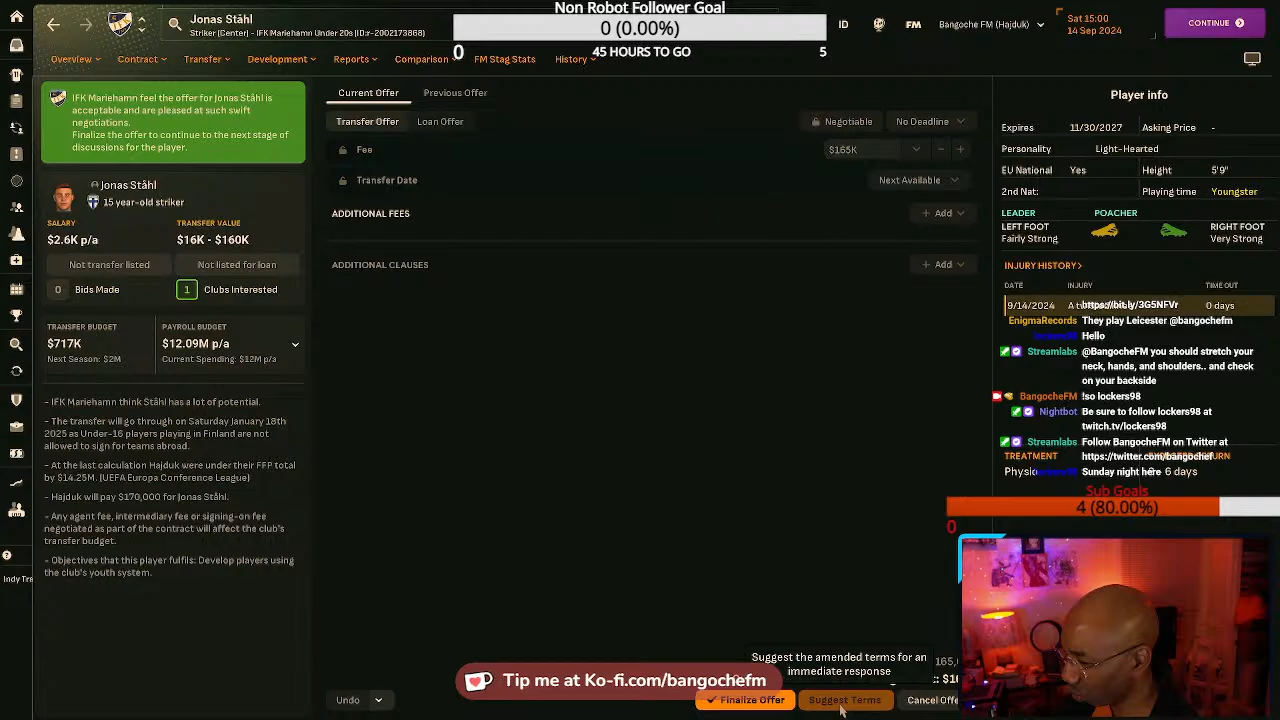 Non Robot Follower Goal
0 (0.00%)
0
45 HOURS TO GO
5
Jonas Ståhl
Striker (Center) - IFK Mariehamn Under 20s (ID:r-2002173868)
ID
FM
Bangoche FM (Hajduk)
Sat 15:00
14 Sep 2024
CONTINUE
Overview
Contract
Transfer
Development
Reports
Comparison
FM Stag Stats
History
IFK Mariehamn feel the offer for Jonas Ståhl is
acceptable and are pleased at such swift
negotiations.
Finalize the offer to continue to the next stage of
discussions for the player.
Jonas Ståhl
15 year-old striker
SALARY
TRANSFER VALUE
$2.6K p/a
$16K - $160K
Not transfer listed
Not listed for loan
0
Bids Made
1
Clubs Interested
TRANSFER BUDGET
PAYROLL BUDGET
$717K
$12.09M p/a
Next Season: $2M
Current Spending: $12M p/a
- IFK Mariehamn think Ståhl has a lot of potential.
- The transfer will go through on Saturday January 18th
2025 as Under-16 players playing in Finland are not
allowed to sign for teams abroad.
- At the last calculation Hajduk were under their FFP total
by $14.25M. (UEFA Europa Conference League)
- Hajduk will pay $170,000 for Jonas Ståhl.
- Any agent fee, intermediary fee or signing-on fee
negotiated as part of the contract will affect the club's
transfer budget.
- Objectives that this player fulfils: Develop players using
the club's youth system.
Indy Tre
Current Offer
Previous Offer
Transfer Offer
Loan Offer
Negotiable
No Deadline
Fee
$165K
Transfer Date
Next Available
ADDITIONAL FEES
+ Add
ADDITIONAL CLAUSES
+ Add
Suggest the amended terms for an
immediate response
Tip me at Ko-fi.com/bangochefm
Undo
Finalize Offer
Suggest Terms
Cancel Offe
Player info
Expires
11/30/2027
Asking Price
-
Personality
Light-Hearted
EU National
Yes
Height
5'9"
2nd Nat:
Playing time
Youngster
LEADER
POACHER
LEFT FOOT
Fairly Strong
RIGHT FOOT
Very Strong
INJURY HISTORY>
DATE
INJURY
TIME OUT
9/14/2024
0 days
https://bit.ly/3G5NFVr
EnigmaRecords
They play Leicester @bangochefm
Hello
Streamlabs
@BangocheFM you should stretch your
neck, hands, and shoulders.. and check
on your backside
BangocheFM
!so lockers98
Nightbot
Be sure to follow lockers98 at
twitch.tv/lockers98
Streamlabs
Follow BangocheFM on Twitter at
https://twitter.com/bangochef
TREATMENT
Physio
Sunday night here
6 days
Sub Goals
4 (80.00%)
0